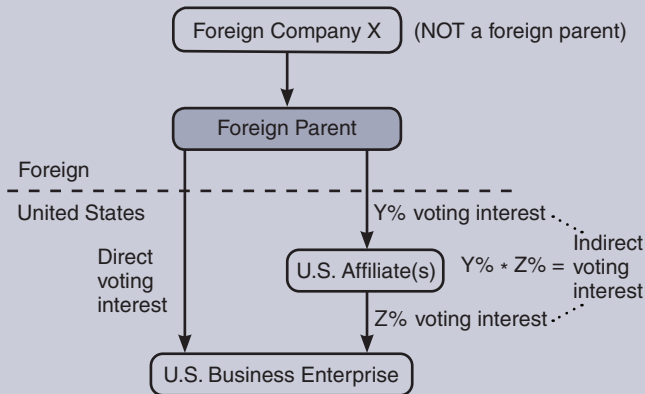 Foreign Company X (NOT a foreign parent)
Foreign Parent
Foreign
United States
Y% voting interest
Direct
voting
interest
U.S. Affiliate(s)
Y% * Z% =
Indirect
voting
interest
Z% voting interest
U.S. Business Enterprise